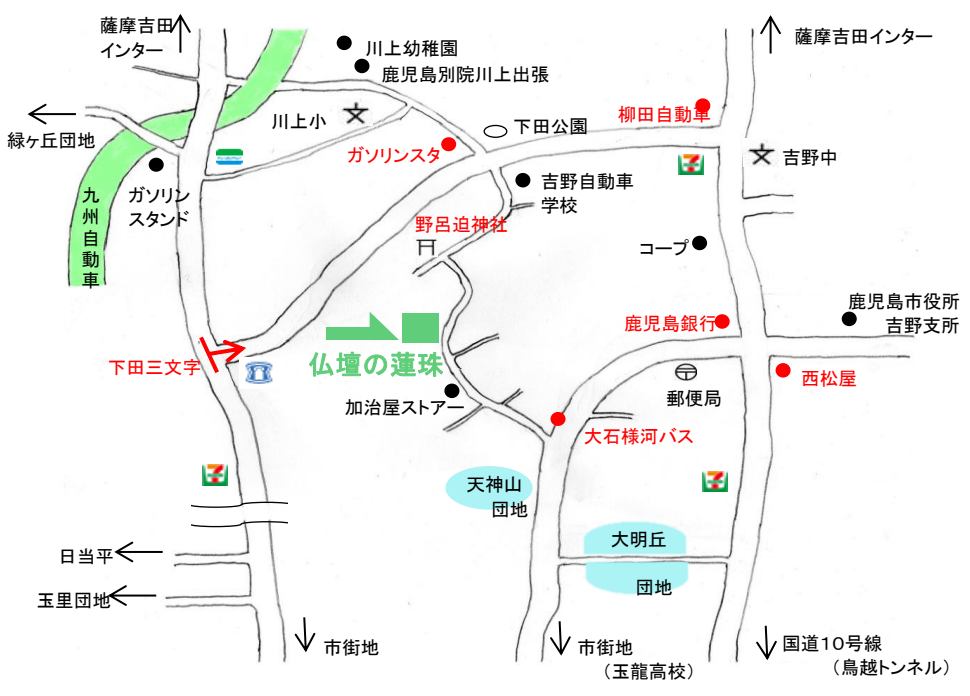 薩摩吉田
インター
川上幼稚園
鹿児島別院川上出張
薩摩吉田インター
緑ヶ丘団地
川上小
柳田自動車
下田公園
ガソリンスタ
吉野中
ガソリン
スタンド
九州自動車
吉野自動車
学校
野呂迫神社
コープ
鹿児島市役所
吉野支所
鹿児島銀行
下田三文字
仏壇の蓮珠
西松屋
加治屋ストアー
郵便局
大石様河バス
天神山
団地
大明丘
団地
日当平
玉里団地
市街地
市街地
(玉龍高校)
国道10号線
(鳥越トンネル)
7
7
7